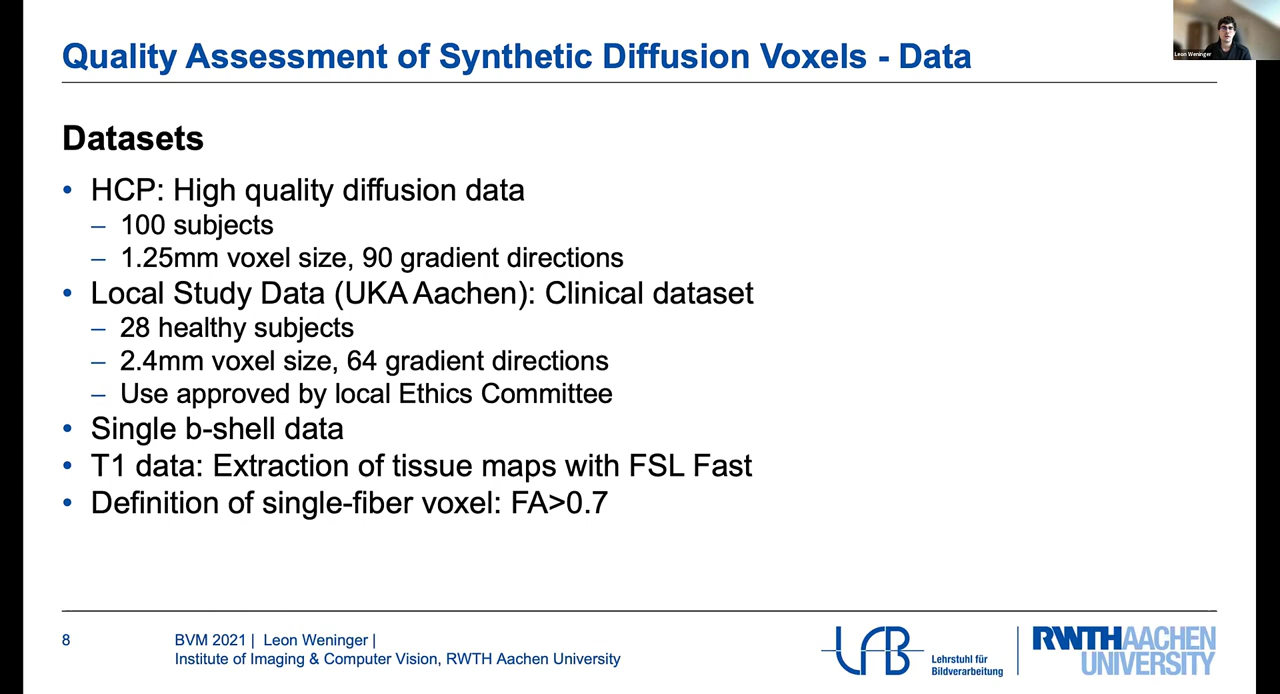 Quality Assessment of Synthetic Diffusion Voxels - Data
Leon Weninger
Datasets
• HCP: High quality diffusion data
– 100 subjects
– 1.25mm voxel size, 90 gradient directions
• Local Study Data (UKA Aachen): Clinical dataset
– 28 healthy subjects
– 2.4mm voxel size, 64 gradient directions
– Use approved by local Ethics Committee
• Single b-shell data
• T1 data: Extraction of tissue maps with FSL Fast
• Definition of single-fiber voxel: FA>0.7
8
BVM 2021 | Leon Weninger |
Institute of Imaging & Computer Vision, RWTH Aachen University
LFB
Lehrstuhl für
Bildverarbeitung
RWTHAACHEN
UNIVERSITY